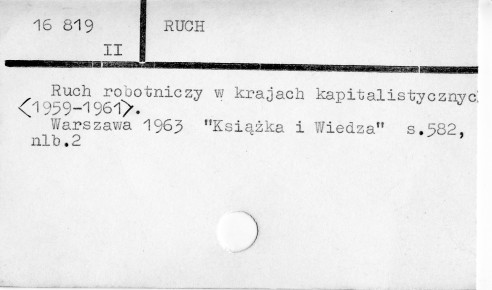 16 819 RUCH
II
Ruch robotniczy w krajach kapitalistycznyc
<1959-1961>.
Warszawa 1963 "Książka i Wiedza" s.582,
nlb.2